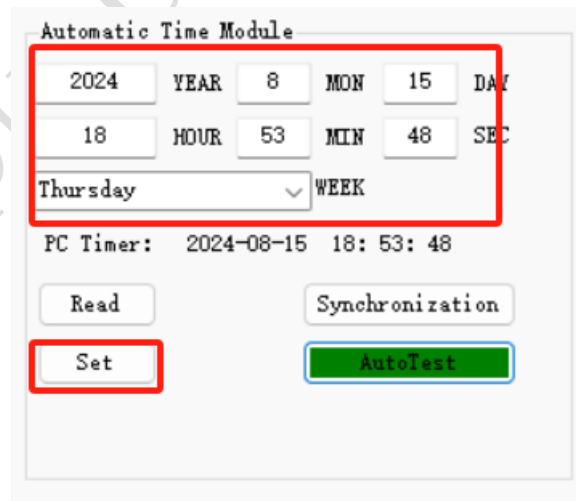 Automatic Time Module
2024 YEAR 8 MON 15 DAY
18 HOUR 53 MIN 48 SEC
Thursday WEEK
PC Timer: 2024-08-15 18: 53: 48
Read Synchronization
Set AutoTest